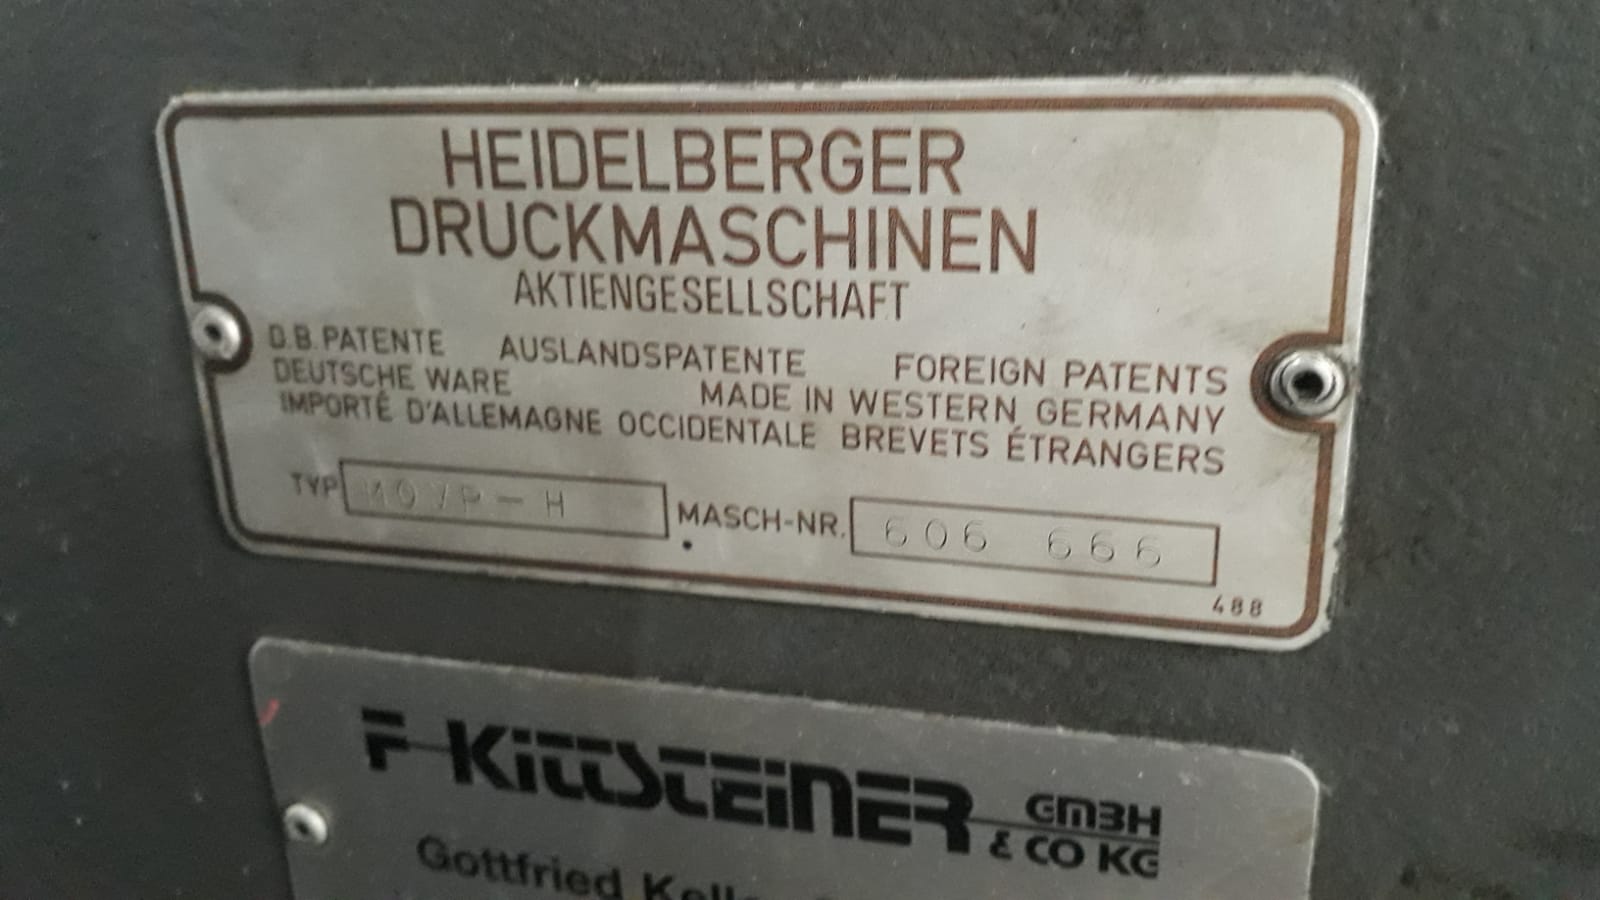 HEIDELBERGER
DRUCKMASCHINEN
AKTIENGESELLSCHAFT
D.B. PATENTE AUSLANDSPATENTE FOREIGN PATENTS
DEUTSCHE WARE MADE IN WESTERN GERMANY
IMPORTÉ D'ALLEMAGNE OCCIDENTALE BREVETS ÉTRANGERS
TYP MOVP-H MASCH-NR. 606 666
488
F-KITTSTEINER GMBH
& CO KG
Gottfried